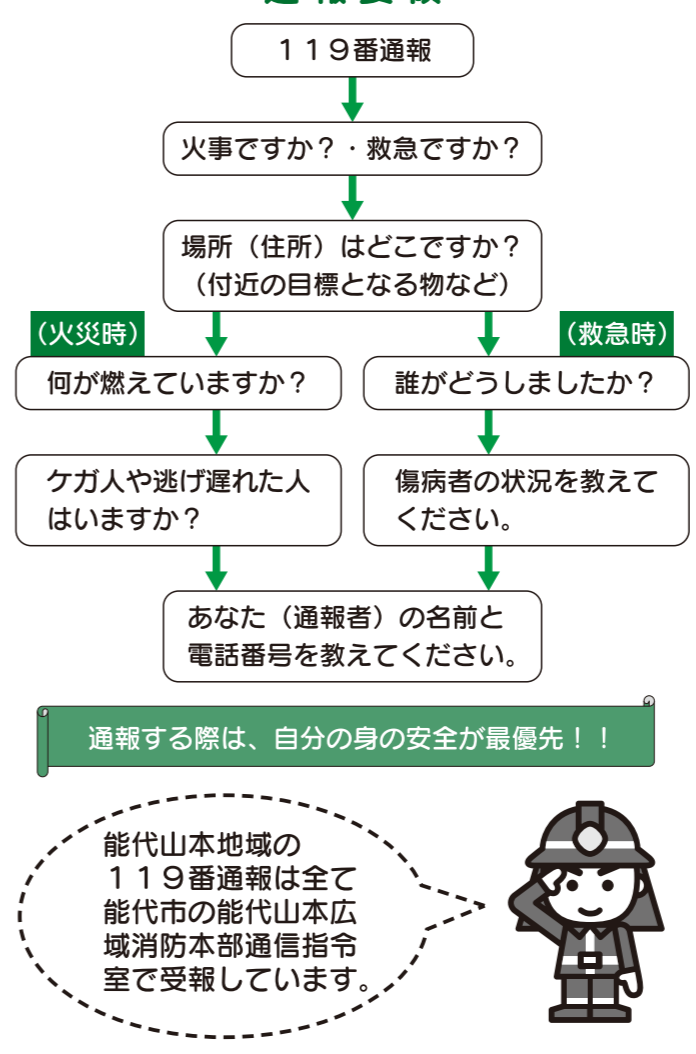 １１９番通報
火事ですか？・救急ですか？
場所（住所）はどこですか？
（付近の目標となる物など）
（火災時）
（救急時）
何が燃えていますか？
誰がどうしましたか？
ケガ人や逃げ遅れた人
はいますか？
傷病者の状況を教えて
ください。
あなた（通報者）の名前と
電話番号を教えてください。
通報する際は、自分の身の安全が最優先！！
能代山本地域の
１１９番通報は全て
能代市の能代山本広
域消防本部通信指令
室で受報しています。